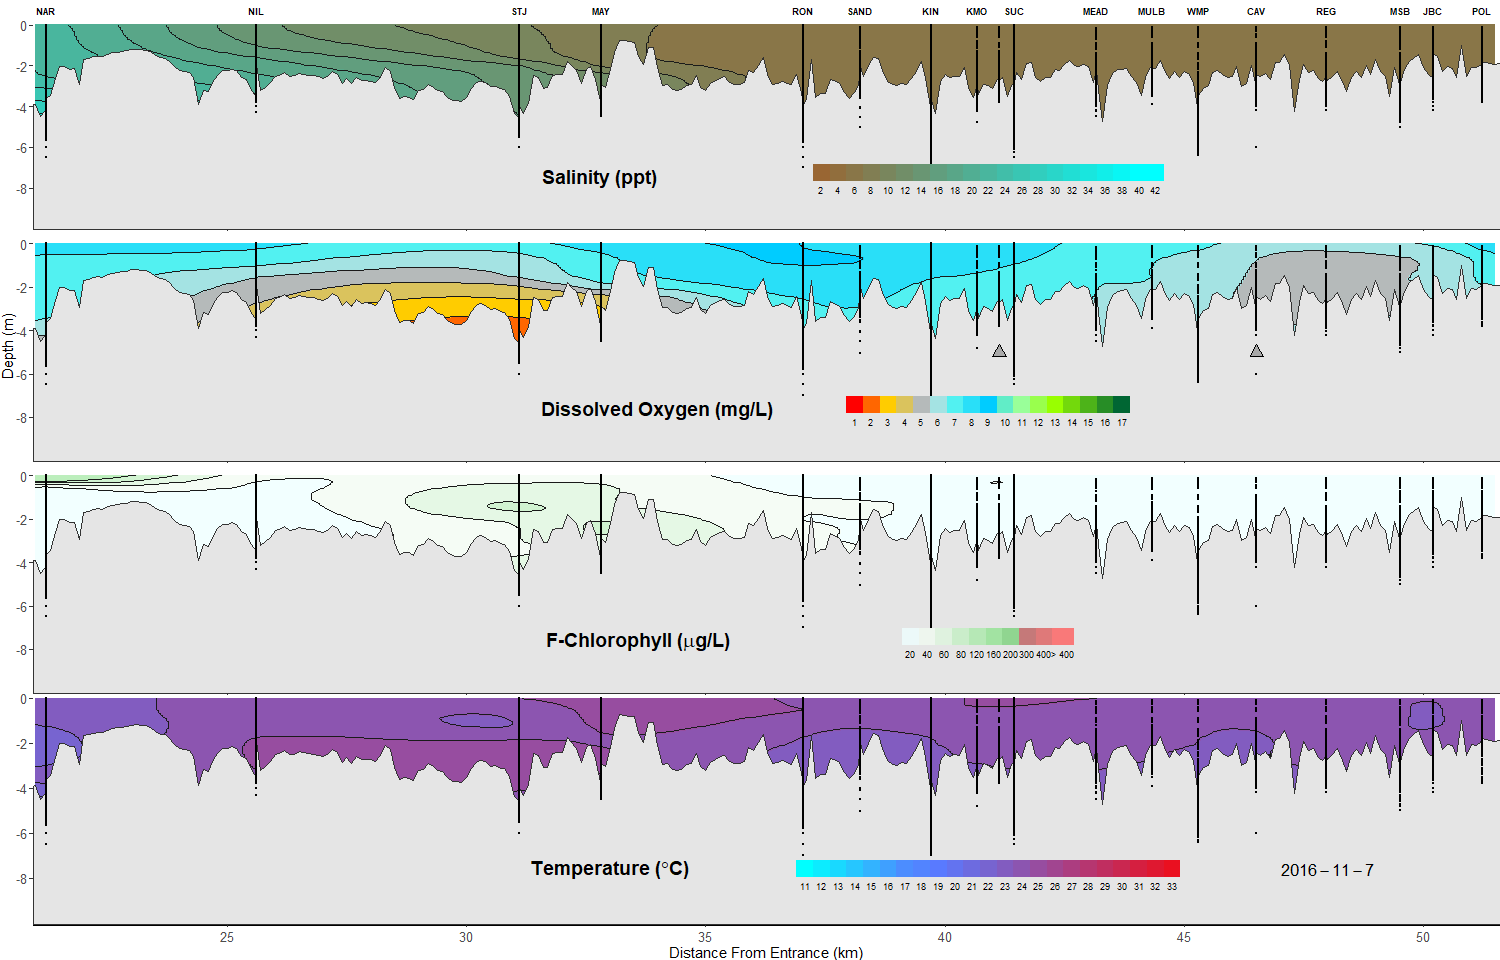 NAR NIL STJ MAY RON SAND KIN KMO SUC MEAD MULB WMP CAV REG MSB JBC POL
0
-2
-4
-6
-8
Salinity (ppt)
2 4 6 8 10 12 14 16 18 20 22 24 26 28 30 32 34 36 38 40 42
0
-2
-4
-6
-8
Depth (m)
Dissolved Oxygen (mg/L)
1 2 3 4 5 6 7 8 9 10 11 12 13 14 15 16 17
0
-2
-4
-6
-8
F-Chlorophyll (μg/L)
20 40 60 80 120 160 200 300 400> 400
0
-2
-4
-6
-8
Temperature (°C)
11 12 13 14 15 16 17 18 19 20 21 22 23 24 25 26 27 28 29 30 31 32 33
2016–11–7
25 30 35 40 45 50
Distance From Entrance (km)